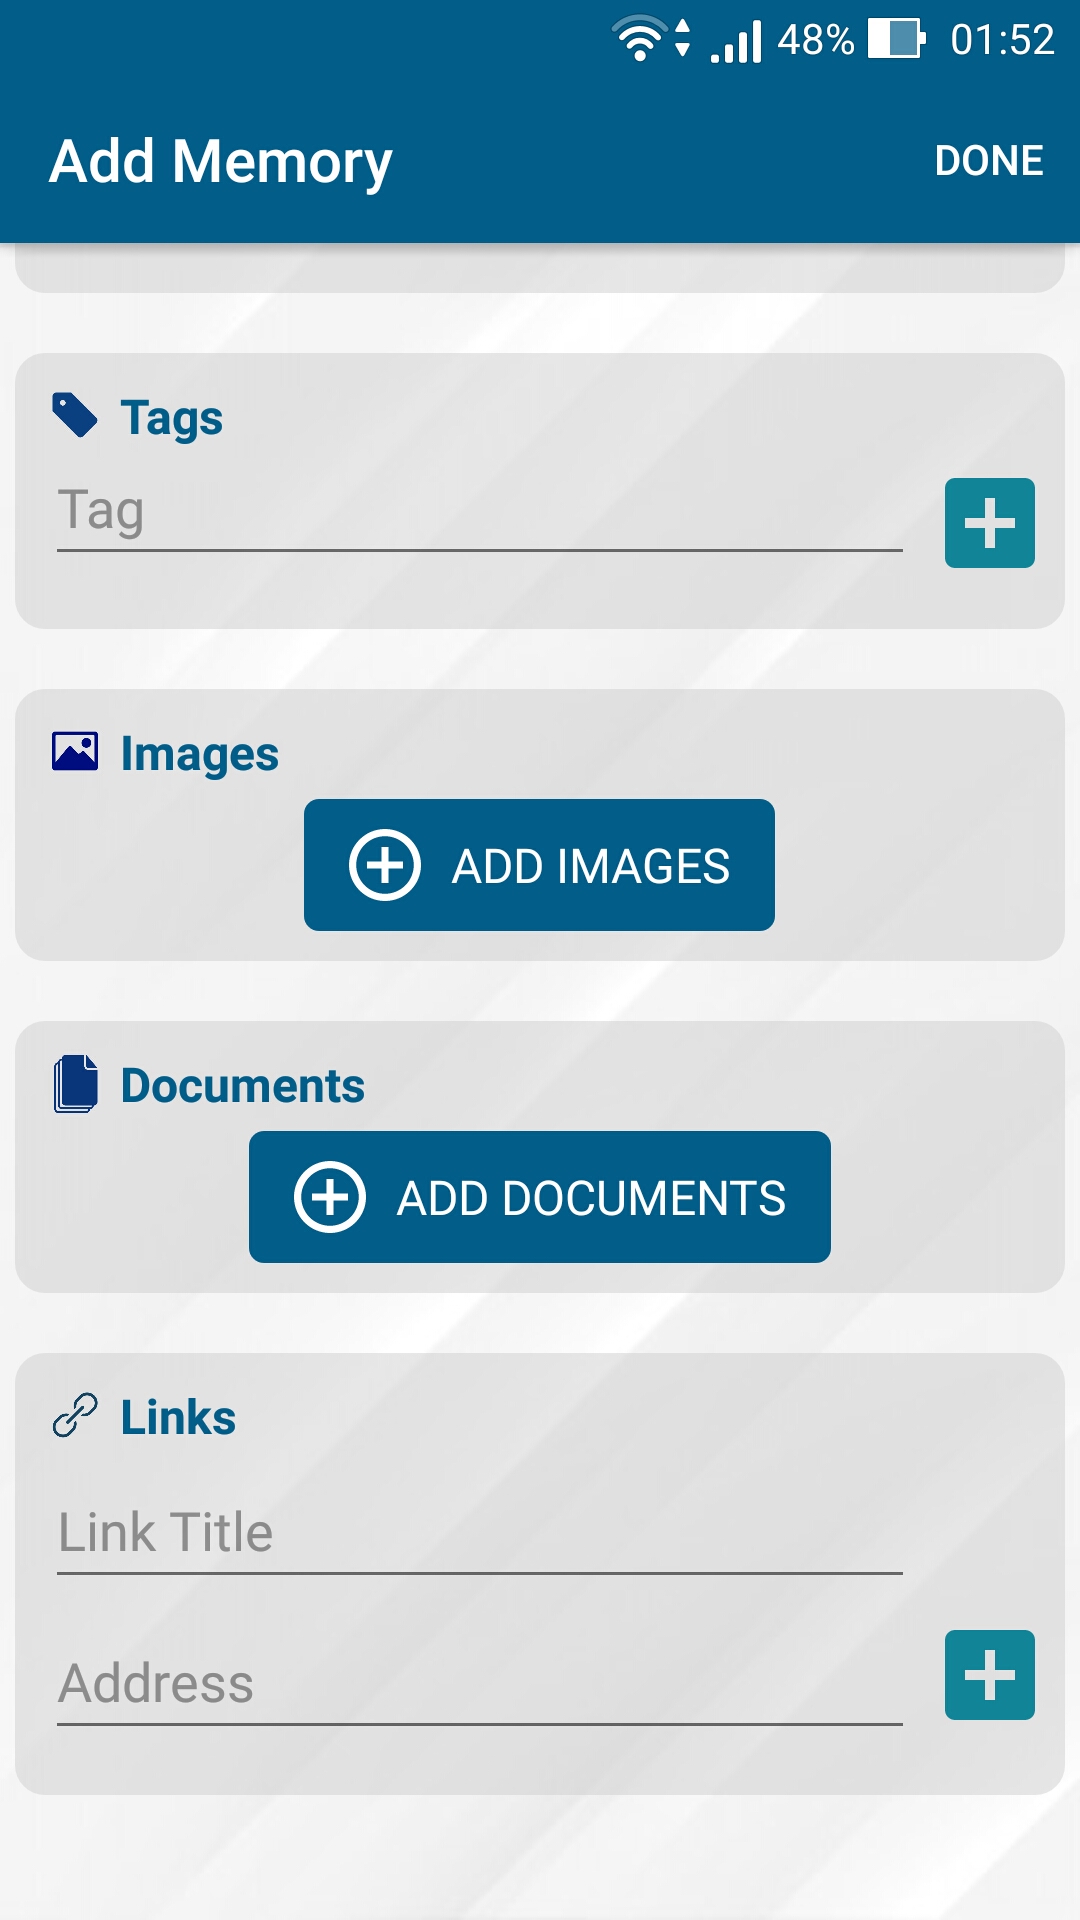 48% 01:52
Add Memory DONE
Tags
Tag
Images
ADD IMAGES
Documents
ADD DOCUMENTS
Links
Link Title
Address